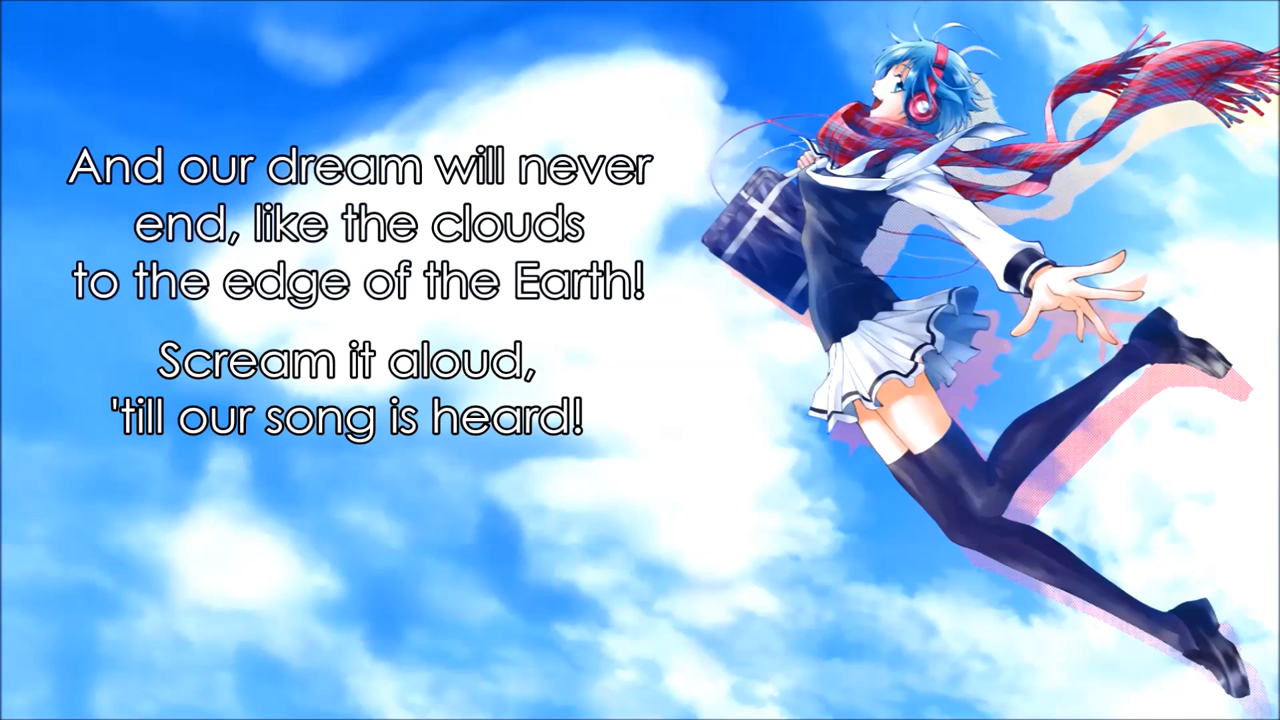 And our dream will never
end, like the clouds
to the edge of the Earth!
Scream it aloud,
'till our song is heard!